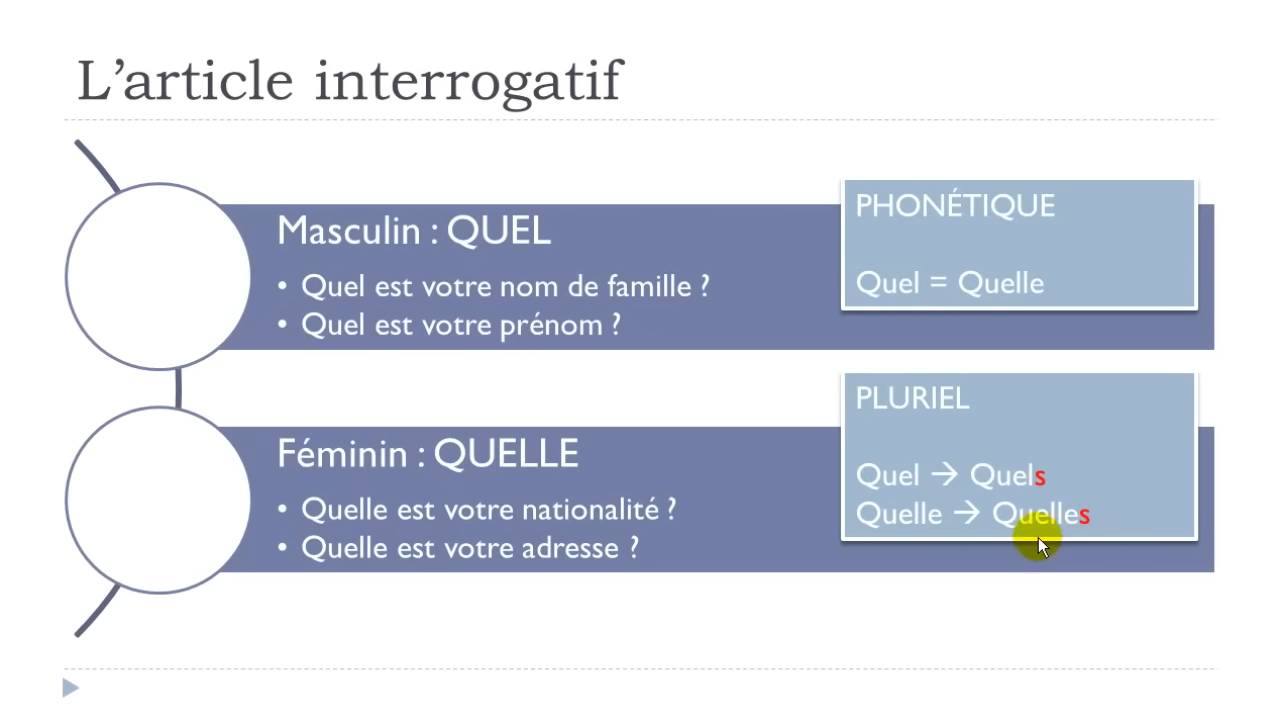 L’article interrogatif
Masculin : QUEL
• Quel est votre nom de famille ?
• Quel est votre prénom ?
PHONÉTIQUE
Quel = Quelle
Féminin : QUELLE
• Quelle est votre nationalité ?
• Quelle est votre adresse ?
PLURIEL
Quel → Quels
Quelle → Quelles